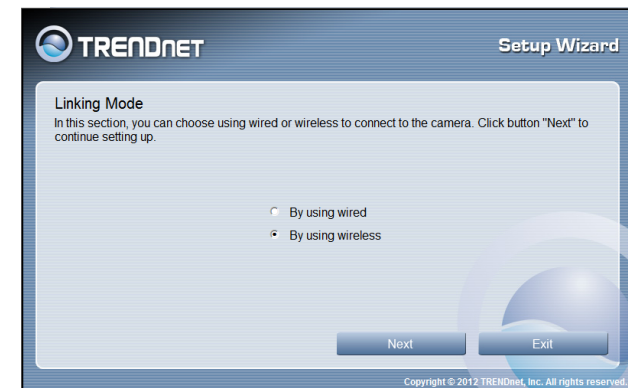 TRENDNET
Setup Wizard
Linking Mode
In this section, you can choose using wired or wireless to connect to the camera. Click button "Next" to
continue setting up.
By using wired
By using wireless
Next
Exit
Copyright © 2012 TRENDnet, Inc. All rights reserved.